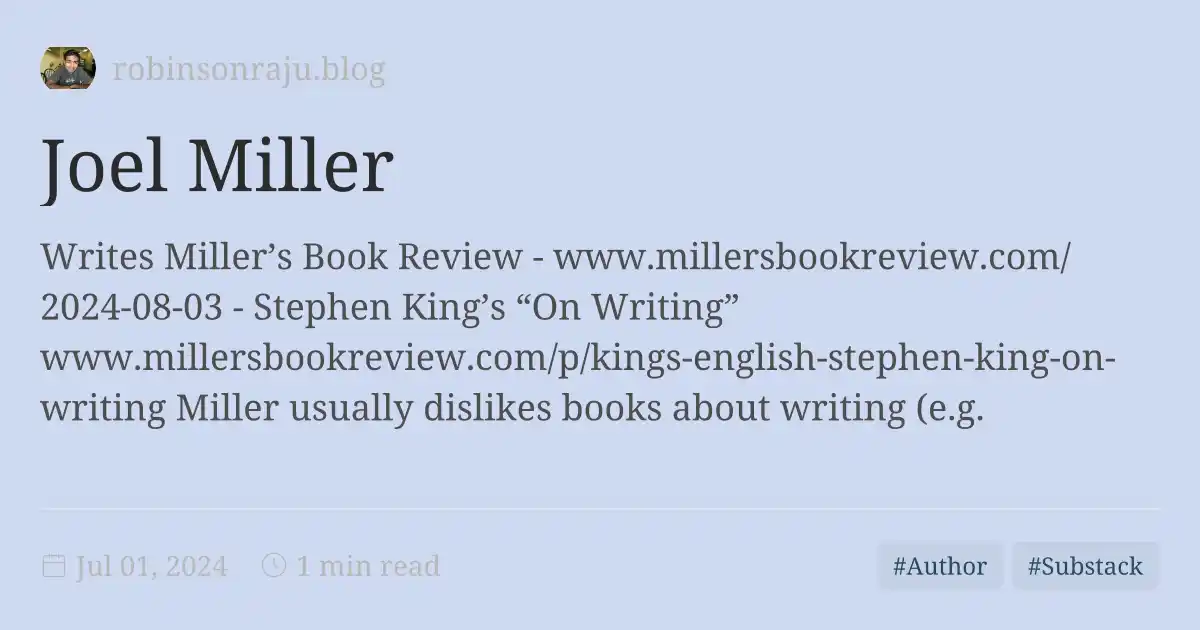 robinsonraju.blog
Joel Miller
Writes Miller’s Book Review - www.millersbookreview.com/
2024-08-03 - Stephen King’s “On Writing”
www.millersbookreview.com/p/kings-english-stephen-king-on-
writing Miller usually dislikes books about writing (e.g.
Jul 01, 2024 1 min read #Author #Substack